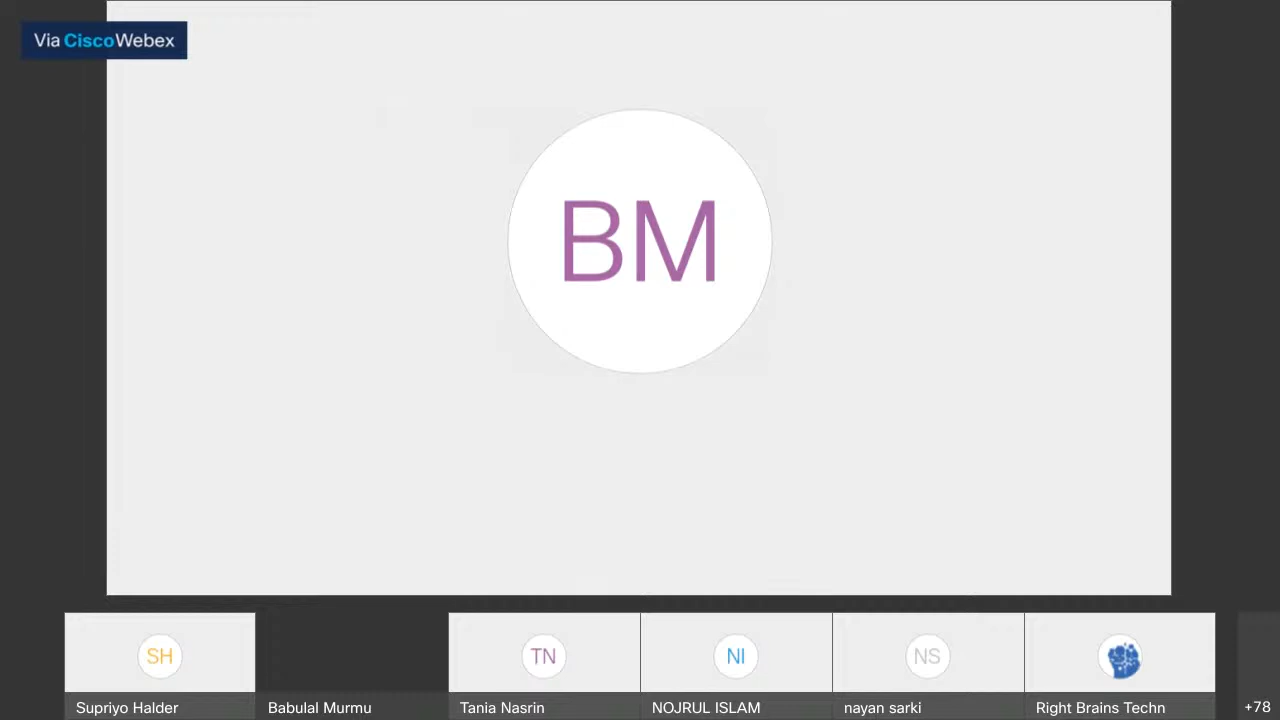 Via CiscoWebex
BM
SH
TN
NI
NS
Supriyo Halder
Babulal Murmu
Tania Nasrin
NOJRUL ISLAM
nayan sarki
Right Brains Techn
+78